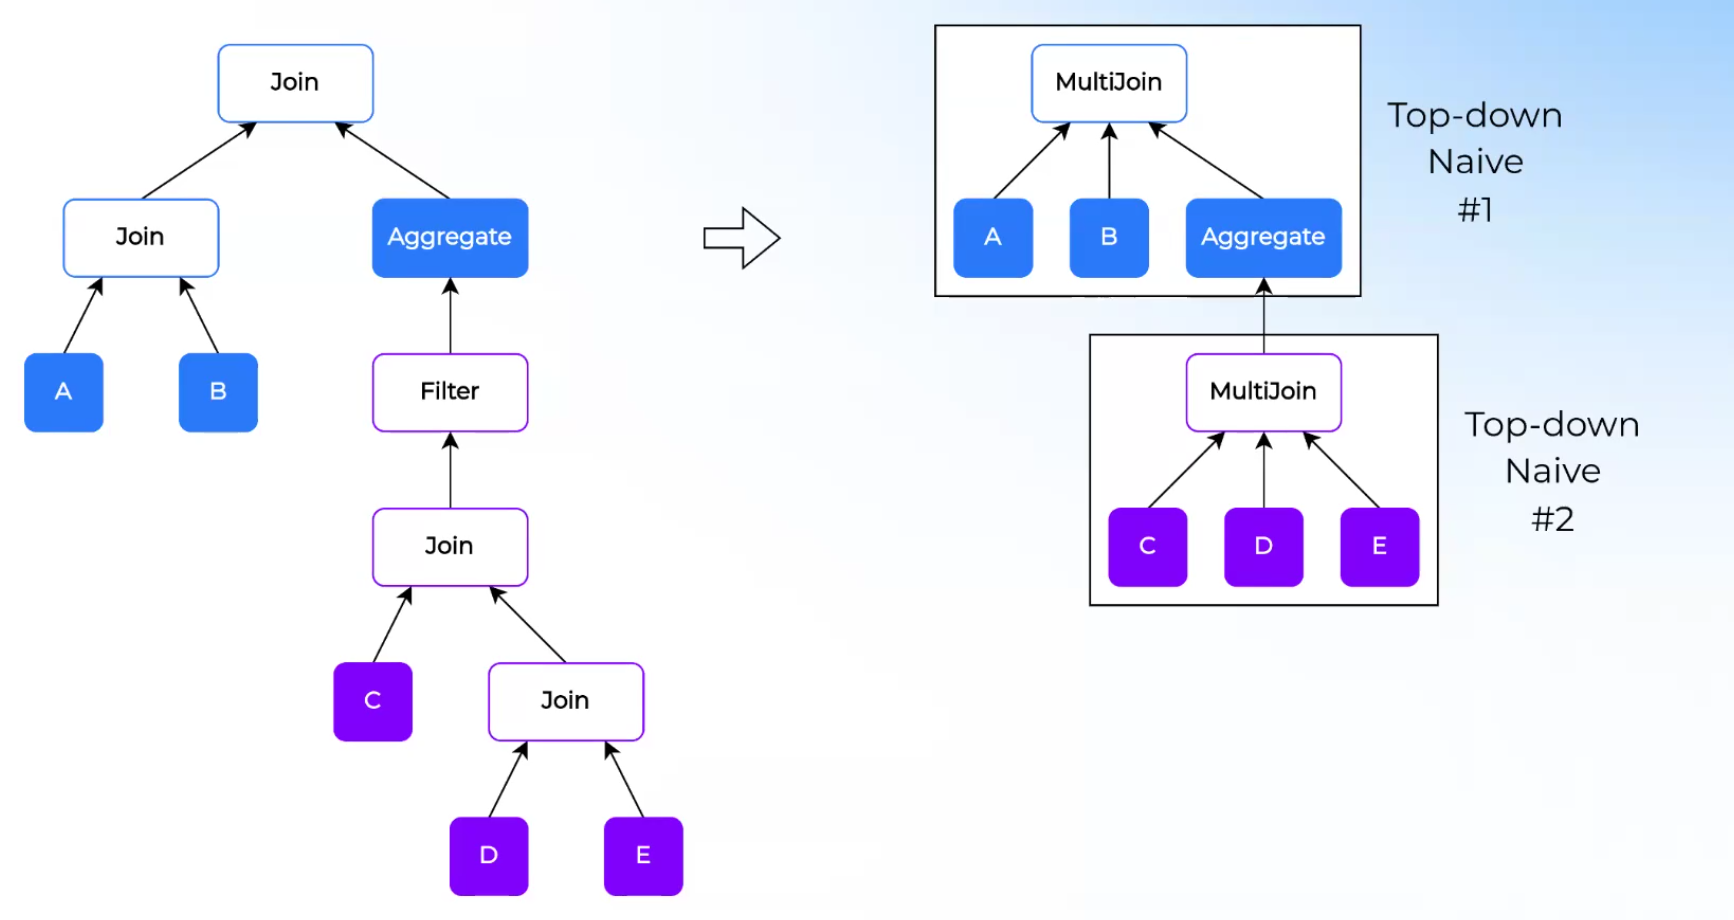 Join
Join
Aggregate
A
B
Filter
Join
C
Join
D
E
MultiJoin
A
B
Aggregate
Top-down
Naive
#1
MultiJoin
C
D
E
Top-down
Naive
#2